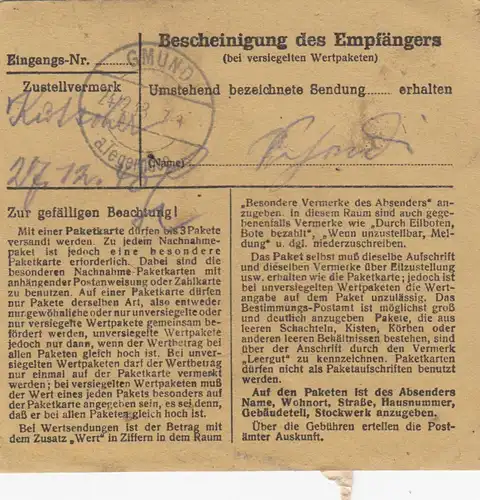 Bescheinigung des Empfängers
(bei versiegelten Wertpaketen)
Eingangs-Nr.
GMUND
Zustellvermerk
Umstehend bezeichnete Sendung........ erhalten
(Name)
27. 12. 48
Zur gefälligen Beachtung!
Mit einer Paketkarte dürfen bis 3 Pakete
versandt werden. Zu jedem Nachnahme-
paket ist jedoch eine besondere
Paketkarte erforderlich. Dabei sind die
besonderen Nachnahme-Paketkarten mit
anhängender Postanweisung oder Zahlkarte
zu benutzen. Auf einer Paketkarte dürfen
nur Pakete derselben Art, also entweder
nur gewöhnliche oder nur unversiegelte oder
nur versiegelte Wertpakete gemeinsam be-
fördert werden, unversiegelte Wertpakete
jedoch nur dann, wenn der Wertbetrag bei
allen Paketen gleich hoch ist. Bei unver-
siegelten Wertpaketen darf der Wertbetrag
nur einmal auf der Paketkarte vermerkt
werden; bei versiegelten Wertpaketen muß
der Wert eines jeden Pakets besonders auf
der Paketkarte angegeben sein, es sei denn,
daß er bei allen Paketen gleich hoch ist.
Bei Wertsendungen ist der Betrag mit
dem Zusatz „Wert" in Ziffern in dem Raum
„Besondere Vermerke des Absenders" an-
zugeben. In diesem Raum sind auch gege-
benenfalls Vermerke wie „Durch Eilboten,
Bote bezahlt", „Wenn unzustellbar, Mel-
dung" u. dgl. niederzuschreiben.
Das Paket selbst muß dieselbe Aufschrift
und dieselben Vermerke über Eilzustellung
usw. erhalten wie die Paketkarte; jedoch ist
bei unversiegelten Wertpaketen die Wert-
angabe auf dem Paket unzulässig. Das
Bestimmungs-Postamt ist möglichst groß
und deutlich anzugeben. Pakete, die aus
leeren Schachteln, Kisten, Körben oder
anderen leeren Behältnissen bestehen, sind
über der Anschrift durch den Vermerk
„Leergut" zu kennzeichnen. Paketkarten
dürfen nicht als Paketaufschriften benutzt
werden.
Auf den Paketen ist des Absenders
Name, Wohnort, Straße, Hausnummer,
Gebäudeteil, Stockwerk anzugeben.
Über die Gebühren erteilen die Post-
ämter Auskunft.